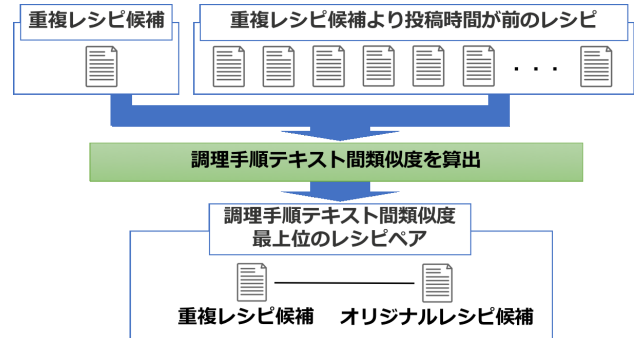 重複レシピ候補
重複レシピ候補より投稿時間が前のレシピ
・・・
調理手順テキスト間類似度を算出
調理手順テキスト間類似度
最上位のレシピペア
重複レシピ候補
オリジナルレシピ候補